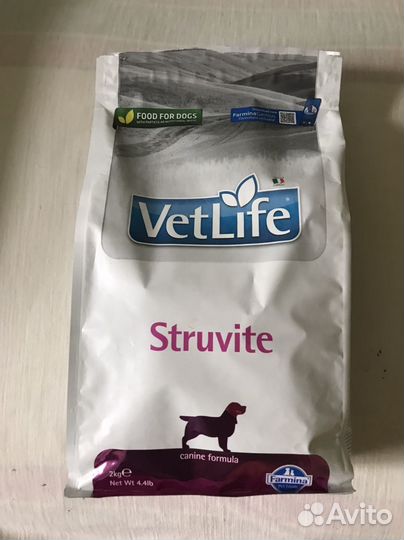 FOOD FOR DOGS
VetLife
Struvite
canine formula
2kg℮
Net Wt 4.4lb
Farmina
Avito